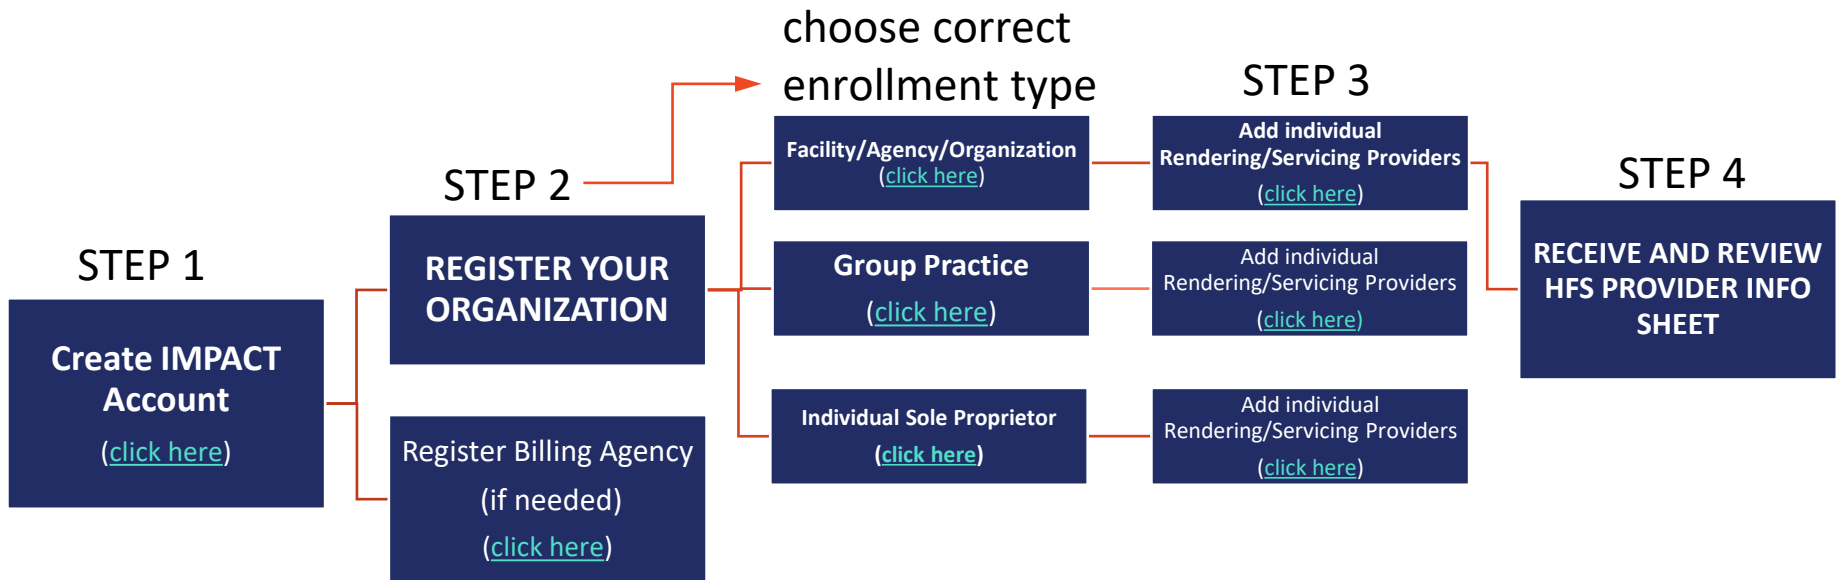 STEP 1
Create IMPACT
Account
(click here)
STEP 2
REGISTER YOUR
ORGANIZATION
Register Billing Agency
(if needed)
(click here)
choose correct
enrollment type
Facility/Agency/Organization
(click here)
Group Practice
(click here)
Individual Sole Proprietor
(click here)
STEP 3
Add individual
Rendering/Servicing Providers
(click here)
Add individual
Rendering/Servicing Providers
(click here)
Add individual
Rendering/Servicing Providers
(click here)
STEP 4
RECEIVE AND REVIEW
HFS PROVIDER INFO
SHEET